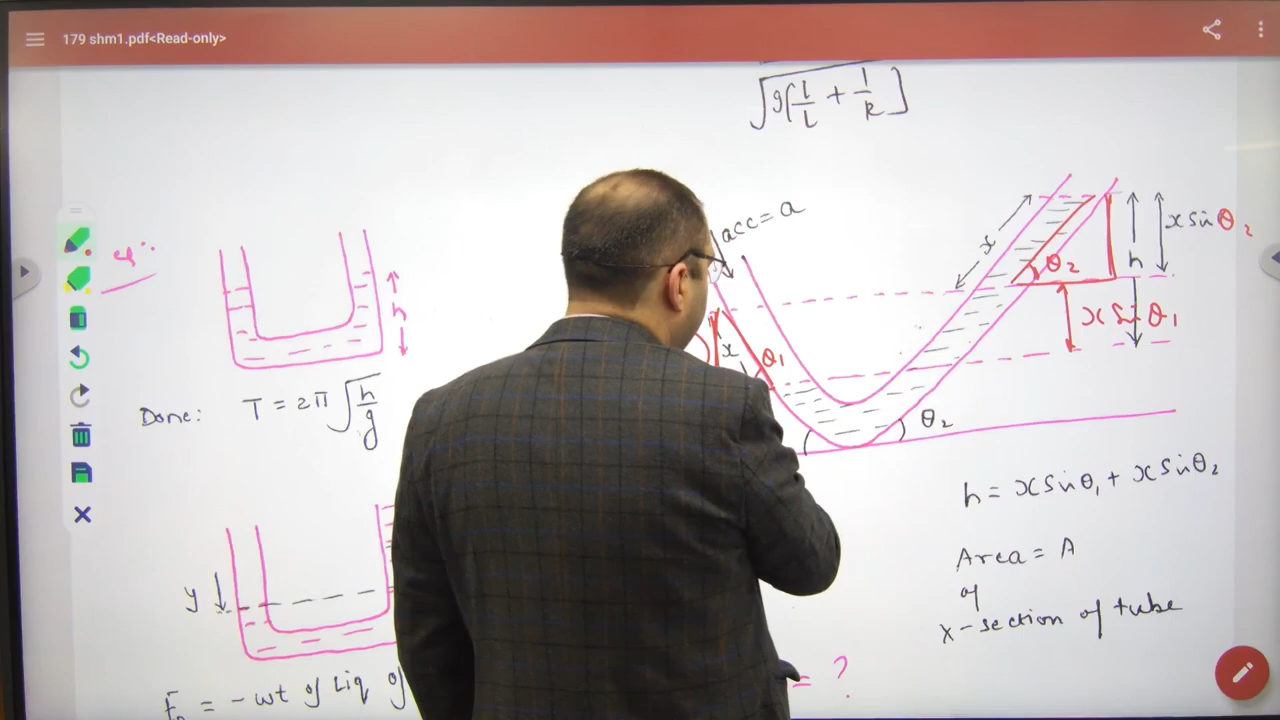 179 shm1.pdf<Read-only>
√g[1/L + 1/R]
4:
h
Done: T = 2π √h/g
y
F = -wt of Liq of
acc = a
x
θ1
x
θ2
h
x sin θ2
x sin θ1
θ2
h = x sin θ1 + x sin θ2
Area = A
of
x-section of tube
= ?